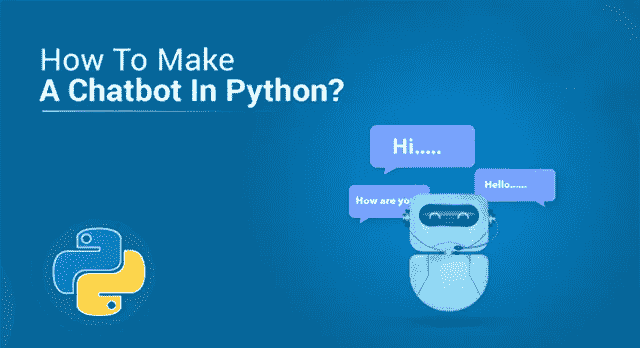 How To Make
A Chatbot In Python?
Hi.....
Hello......
How are yo